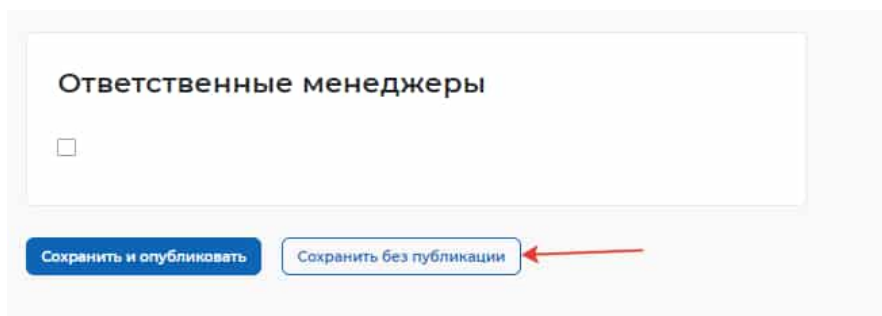 Ответственные менеджеры
Сохранить и опубликовать Сохранить без публикации